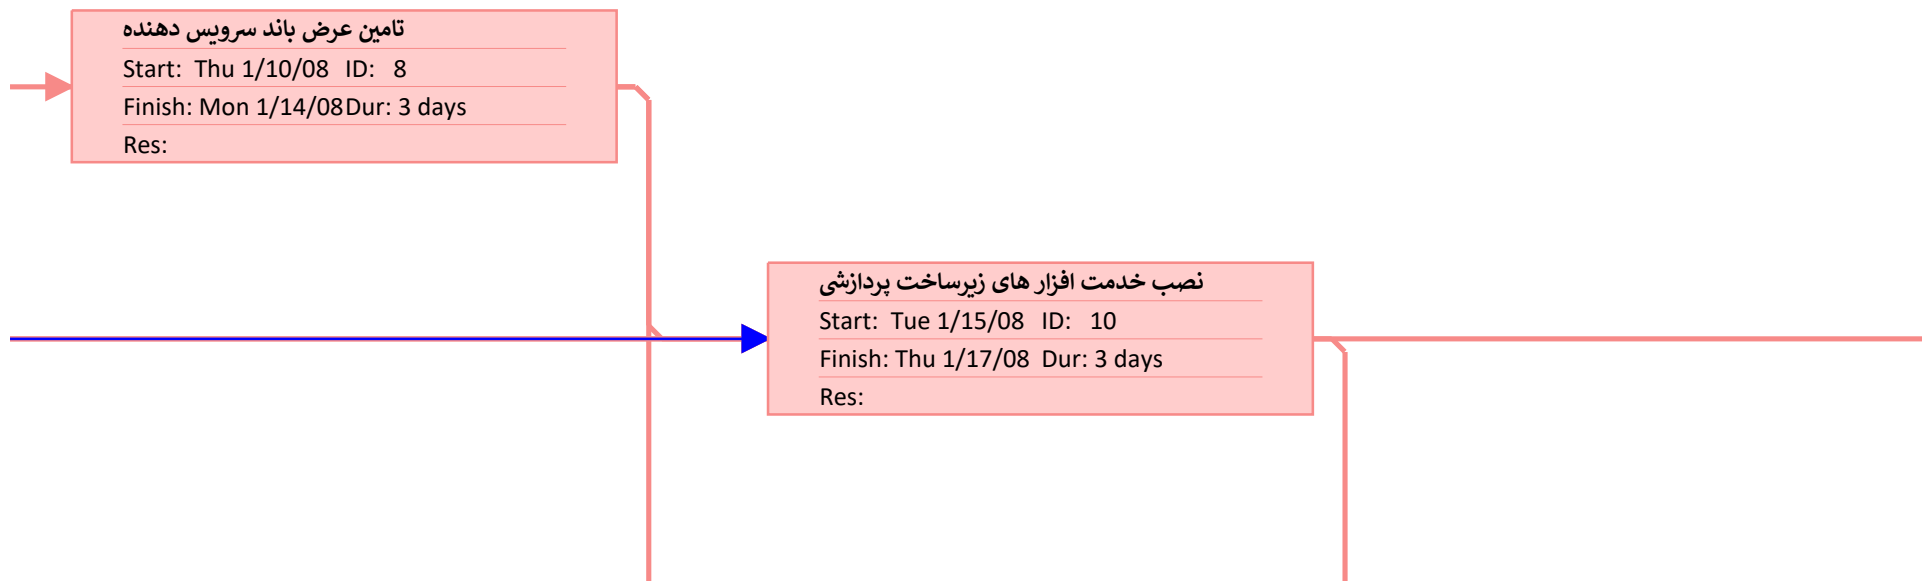 تامین عرض باند سرویس دهنده
Start: Thu 1/10/08 ID: 8
Finish: Mon 1/14/08 Dur: 3 days
Res:
نصب خدمت افزار های زیرساخت پردازشی
Start: Tue 1/15/08 ID: 10
Finish: Thu 1/17/08 Dur: 3 days
Res: